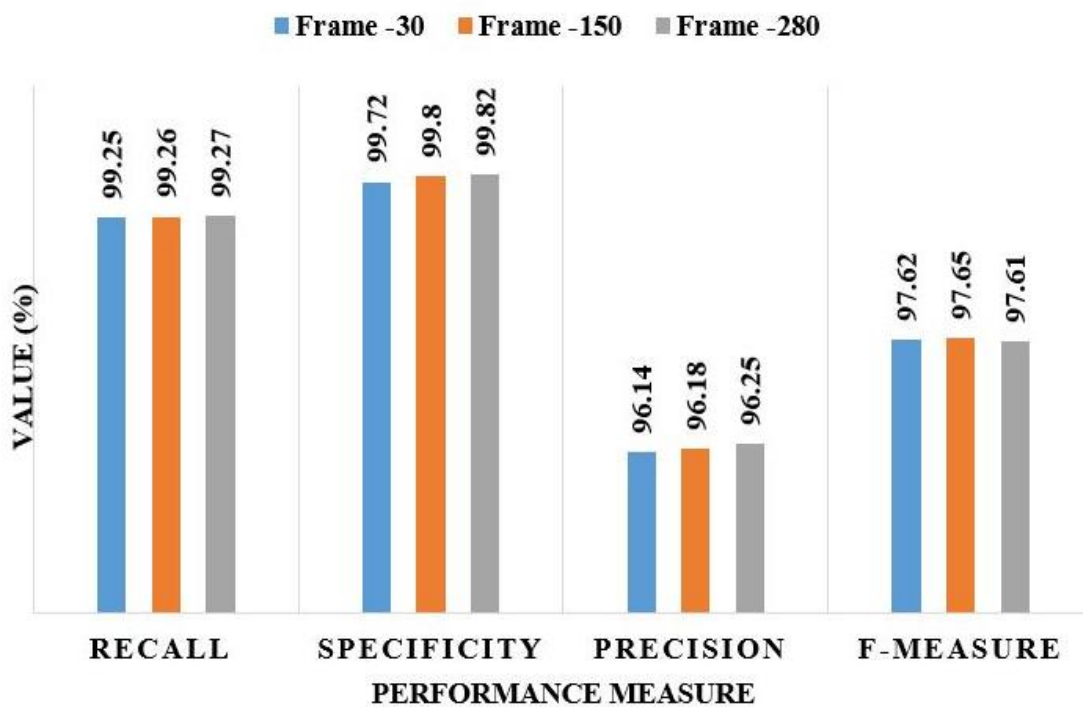 Frame -30 Frame -150 Frame -280
VALUE (%)
99.25 99.26 99.27
99.72 99.8 99.82
96.14 96.18 96.25
97.62 97.65 97.61
RECALL SPECIFICITY PRECISION F-MEASURE
PERFORMANCE MEASURE